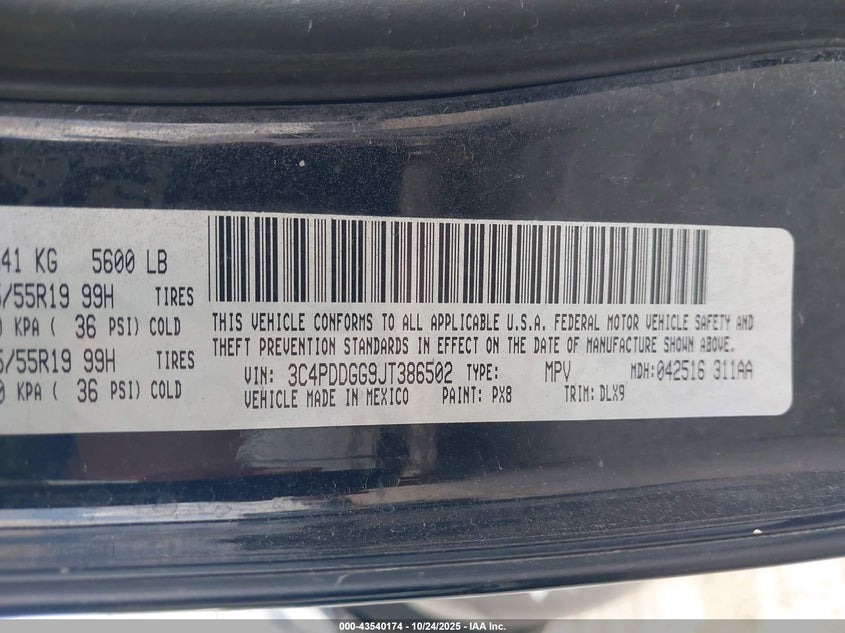 41 KG 5600 LB
/55R19 99H TIRES
KPA ( 36 PSI) COLD
/55R19 99H TIRES
KPA ( 36 PSI) COLD
THIS VEHICLE CONFORMS TO ALL APPLICABLE U.S.A. FEDERAL MOTOR VEHICLE SAFETY AND
THEFT PREVENTION STANDARDS IN EFFECT ON THE DATE OF MANUFACTURE SHOWN ABOVE.
VIN: 3C4PDDGG9JT386502 TYPE: MPV MDH: 042516 311AA
VEHICLE MADE IN MEXICO PAINT: PX8 TRIM: DLX9
000-43540174 | 10/24/2025 | IAA Inc.